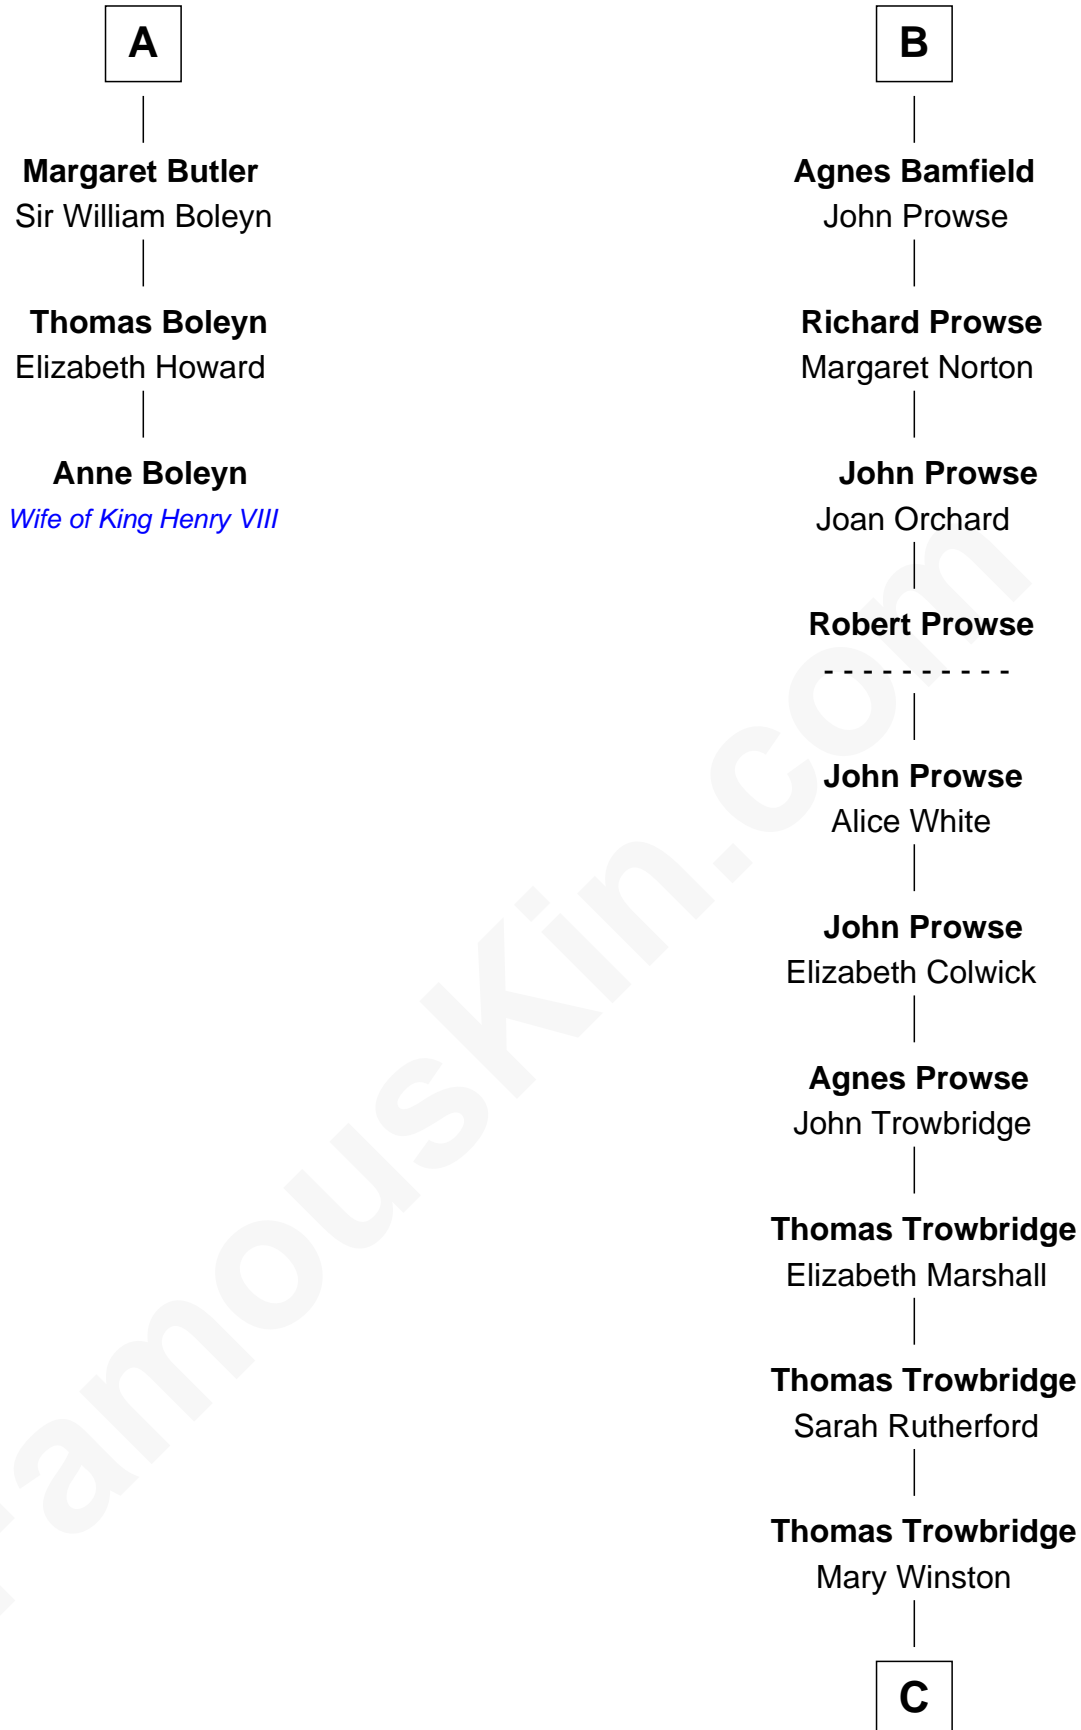 A
Margaret Butler
Sir William Boleyn
Thomas Boleyn
Elizabeth Howard
Anne Boleyn
Wife of King Henry VIII
B
Agnes Bamfield
John Prowse
Richard Prowse
Margaret Norton
John Prowse
Joan Orchard
Robert Prowse
- - - - - - - - - -
John Prowse
Alice White
John Prowse
Elizabeth Colwick
Agnes Prowse
John Trowbridge
Thomas Trowbridge
Elizabeth Marshall
Thomas Trowbridge
Sarah Rutherford
Thomas Trowbridge
Mary Winston
C
FamousKin.com